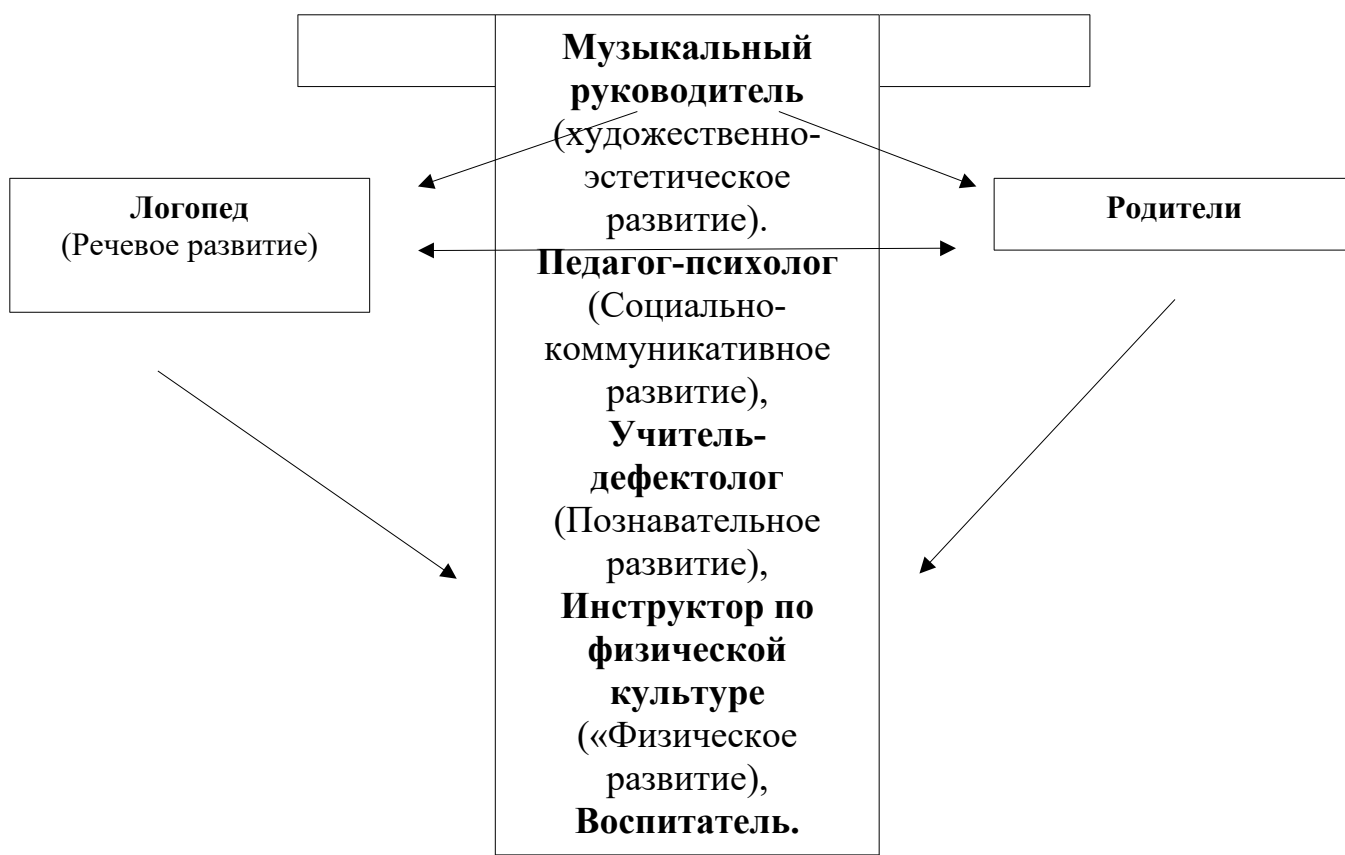 Музыкальный
руководитель
(художественно-
эстетическое
развитие).
Логопед
(Речевое развитие)
Родители
Педагог-психолог
(Социально-
коммуникативное
развитие),
Учитель-
дефектолог
(Познавательное
развитие),
Инструктор по
физической
культуре
(«Физическое
развитие),
Воспитатель.